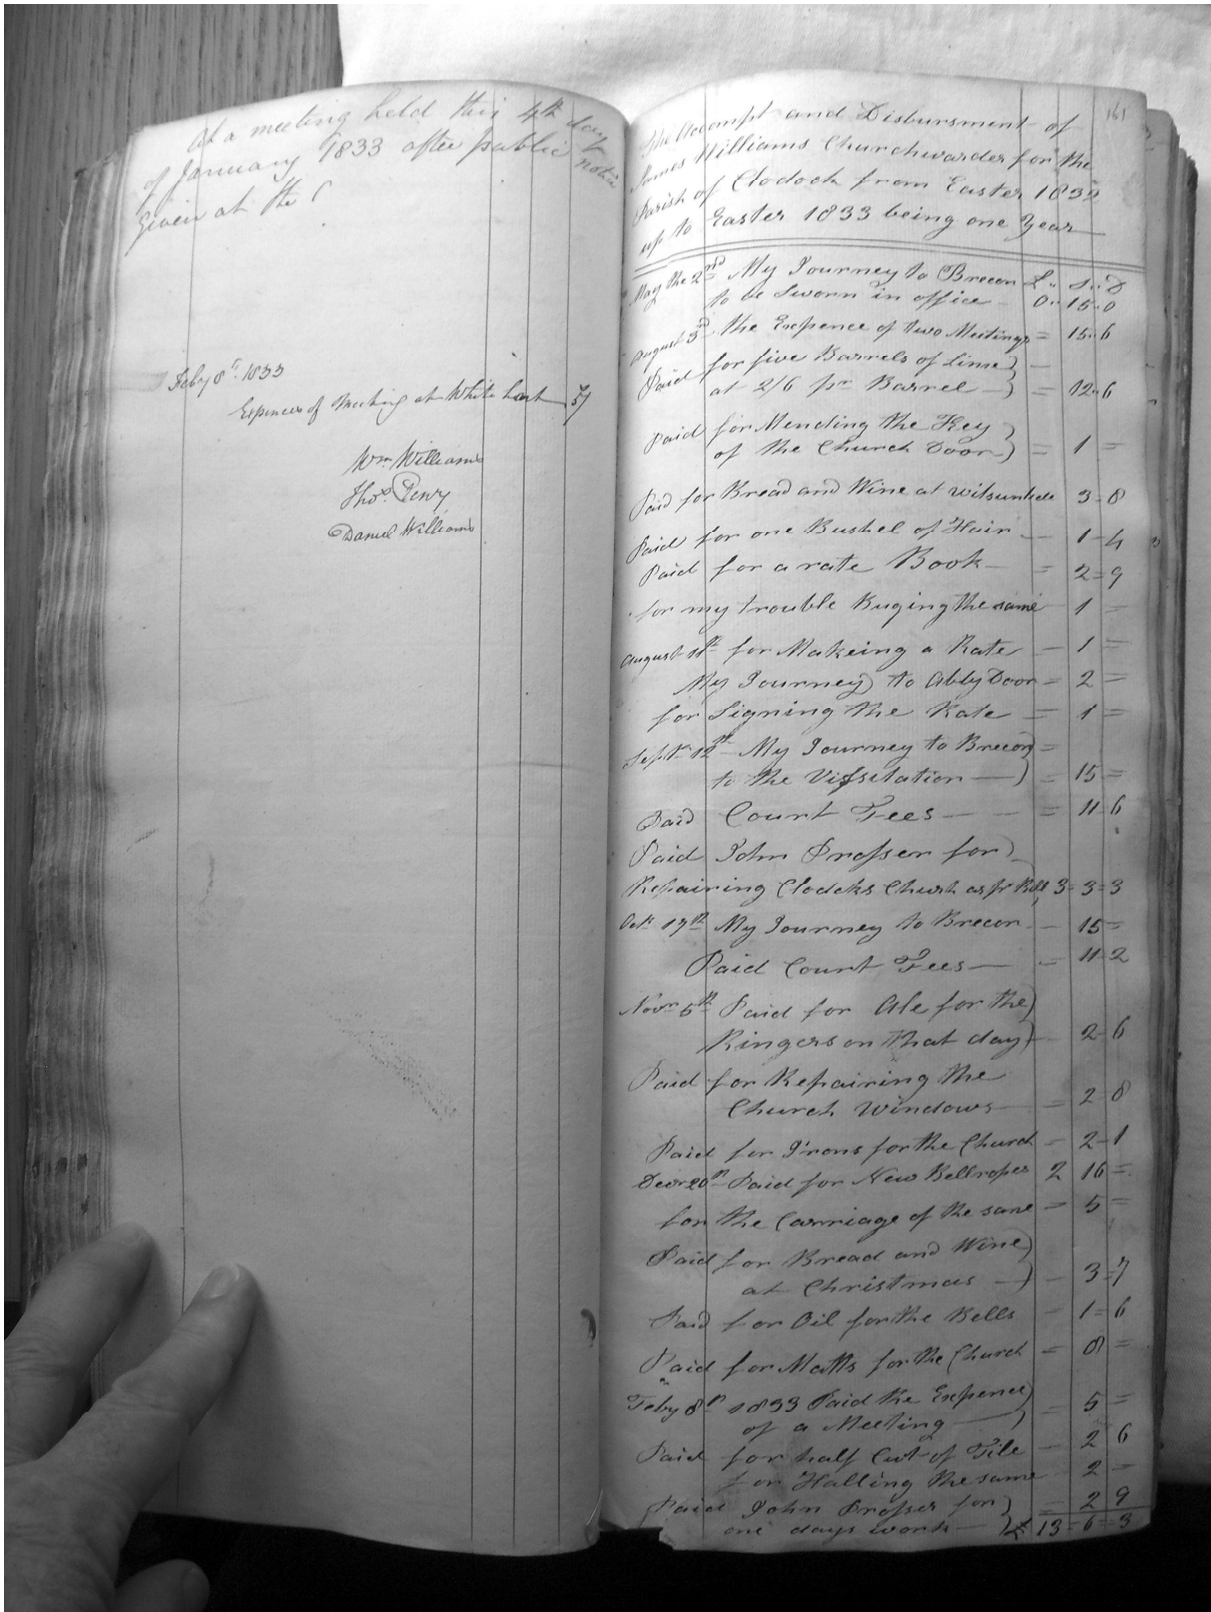 At a meeting held this 4th day
of January 1833 after public notice
Given at the C
Feby 8th 1833
Expences of Meeting at White hart 5/
Wm Williams
Thos Perry
Daniel Williams
161
The Accompt and Disbursment of
James Williams Churchwarden for the
Parish of Clodock from Easter 1832
up to Easter 1833 being one Year
May the 2nd My Journey to Brecon £ ,, s ,, D
to be Sworn in office — 0 ,, 15 ,, 0
August 3rd the Expence of two Meetings = 15 ,, 6
Paid for five Barrels of Lime) —
at 2/6 pr Barrel —) = 12 ,, 6
Paid for Mending the Key)
of the Church Door) = 1 =
Paid for Bread and Wine at Witsuntide 3 - 8
Paid for one Bushel of Hair — 1 - 4
Paid for a rate Book — = 2 = 9
for my trouble Buging the same 1 =
August 11th for Makeing a Rate — 1 =
My Journey to Abby Door = 2 =
for Signing the Rate = 1 =
Septr 12th My Journey to Brecon) =
to the Vissitation —) = 15 =
Paid Court Fees — — = 11 - 6
Paid John Prosser for)
Repairing Clodcks Church as pr Bill 3 = 3 = 3
Oct 19th My Journey to Brecon — 15 =
Paid Court Fees — — 11 - 2
Novr 5th Paid for Ale for the)
Ringers on that day) — 2 - 6
Paid for Repairing the
Church Windows — = 2 - 8
Paid for Irons for the Church = 2 - 1
Decr 20th Paid for New Bellropes 2 16 =
for the Carriage of the same = 5 =
Paid for Bread and Wine)
at Christmas —) — 3 = 7
Paid for Oil for the Bells — 1 = 6
Paid for Matts for the Church = 8 =
Feby 8th 1833 Paid the Expence)
of a Meeting —) — 5 =
Paid for half Cwt of Tile — 2 6
for Halling the same 2 —
Paid John Prosser for) = 2 9
one days work —) £ 13 = 6 = 3